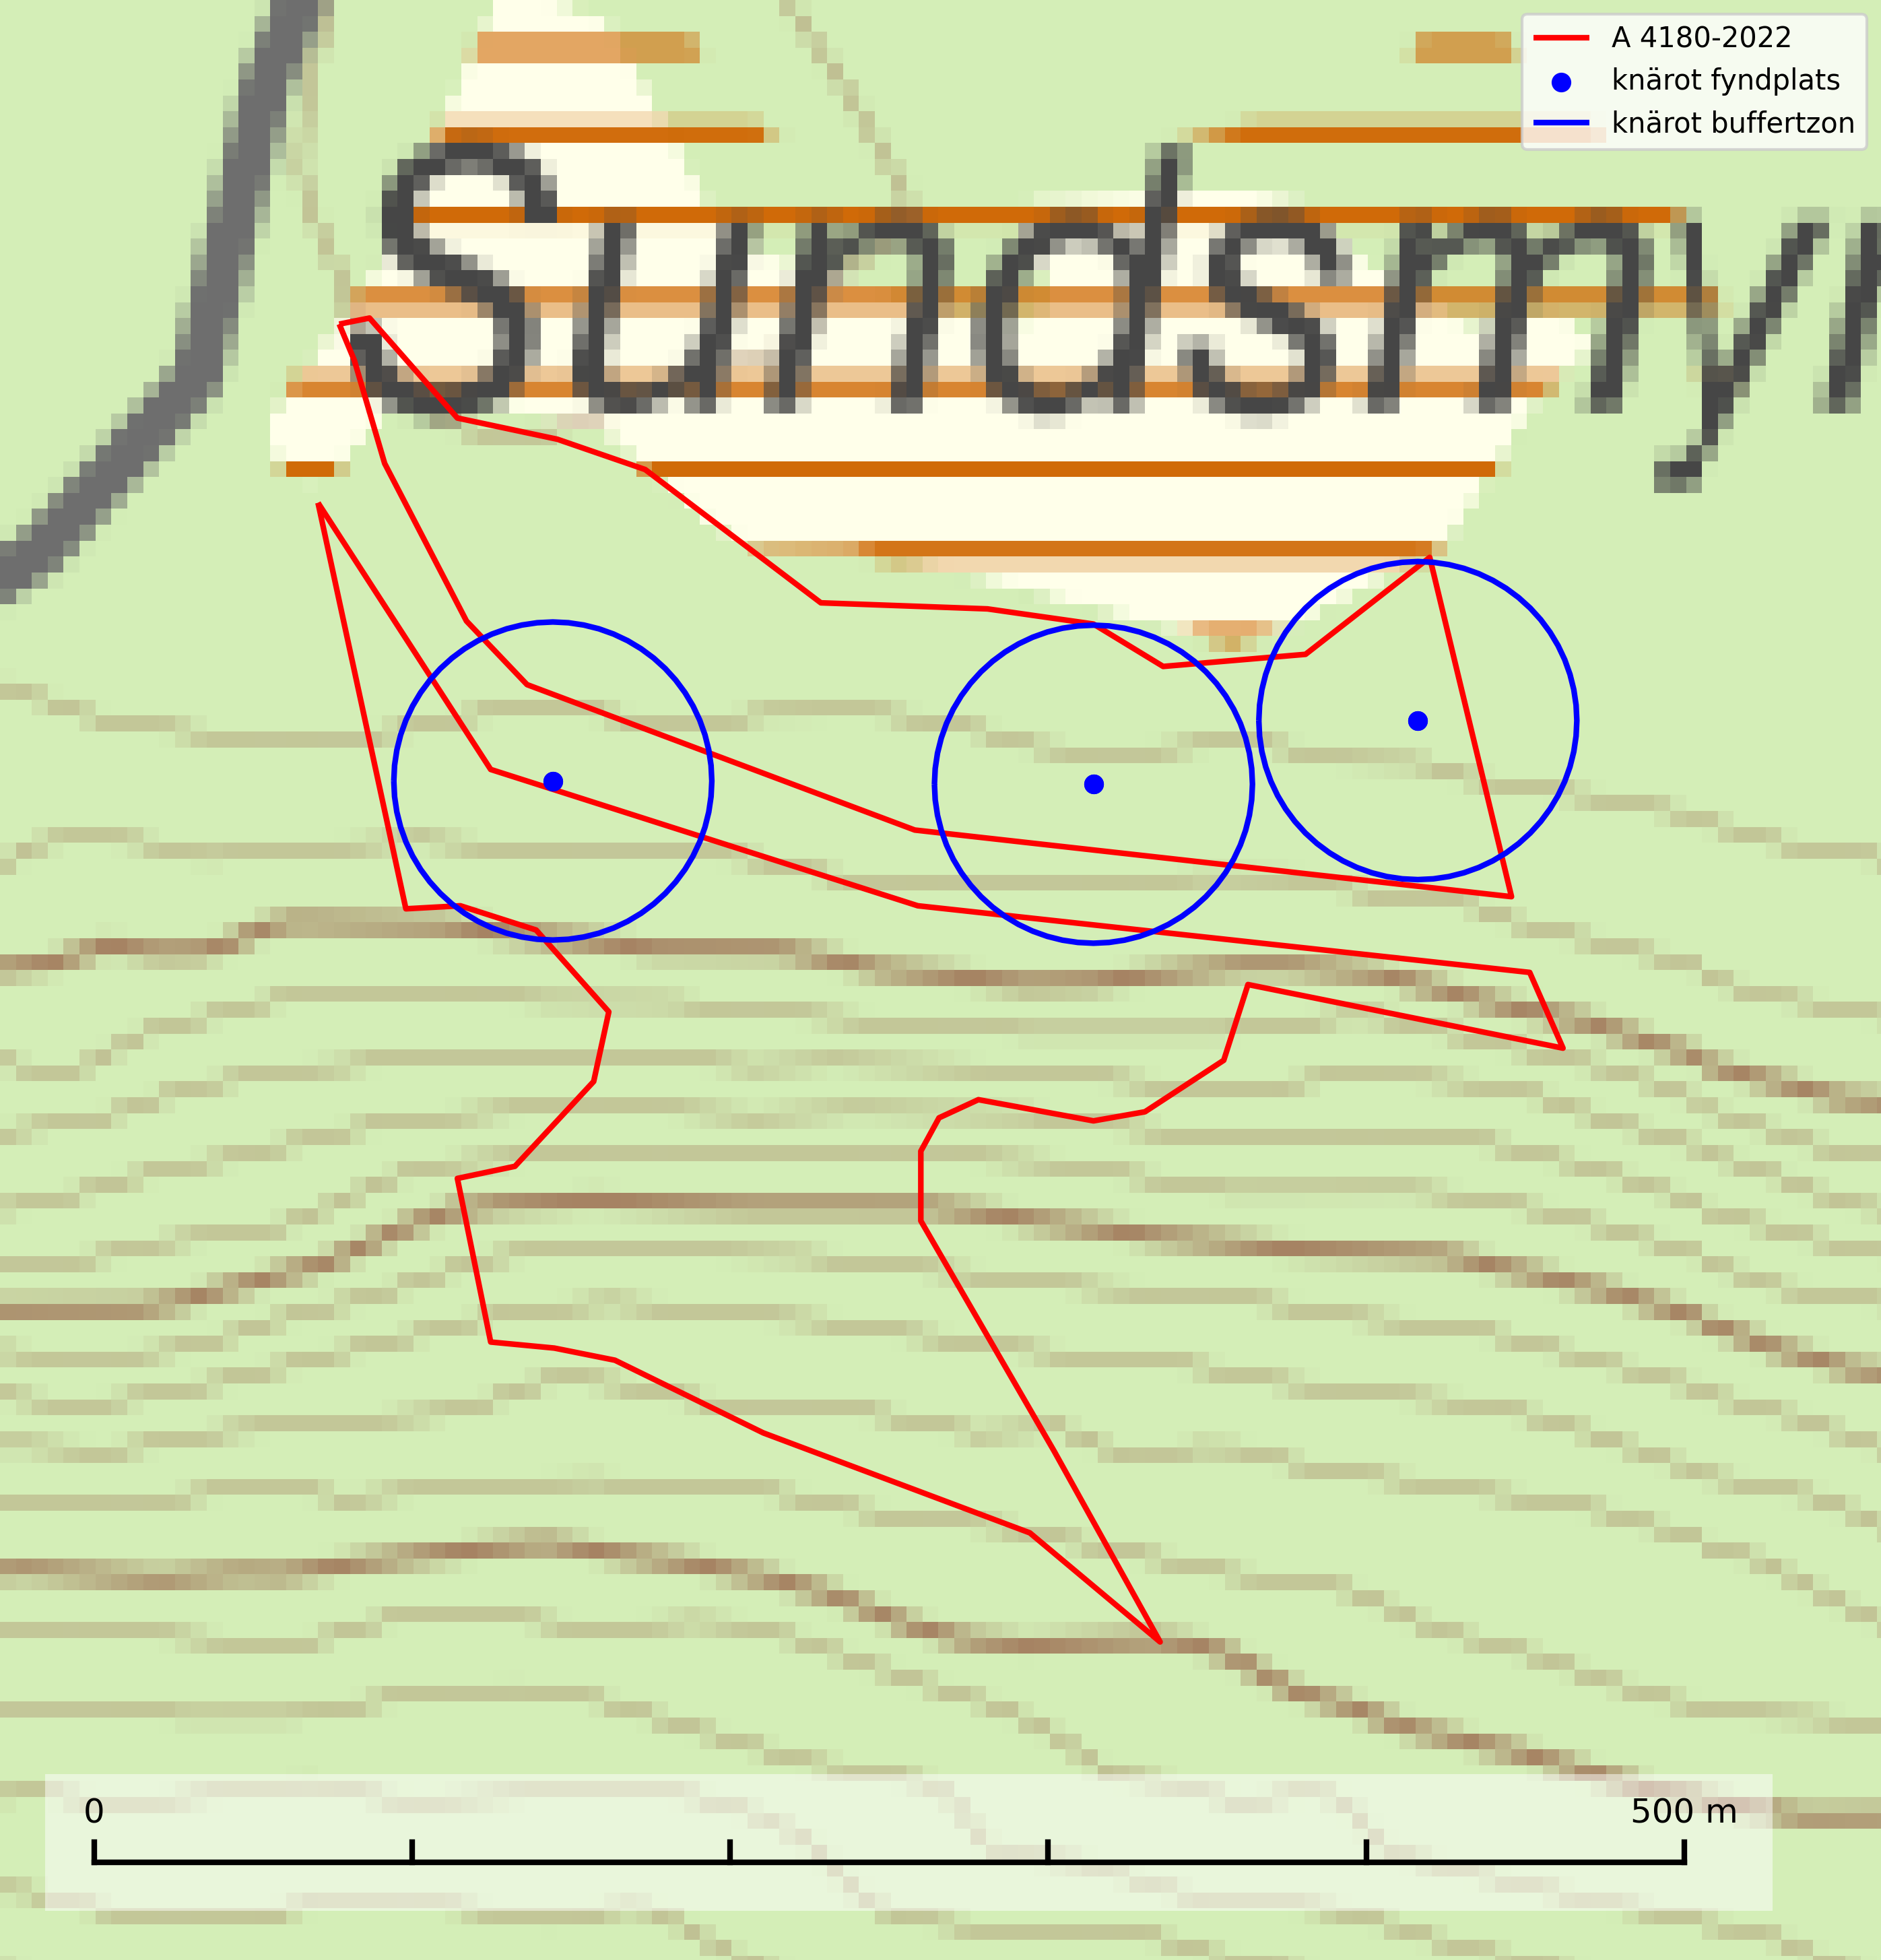 A 4180-2022
knärot fyndplats
knärot buffertzon
0
500 m